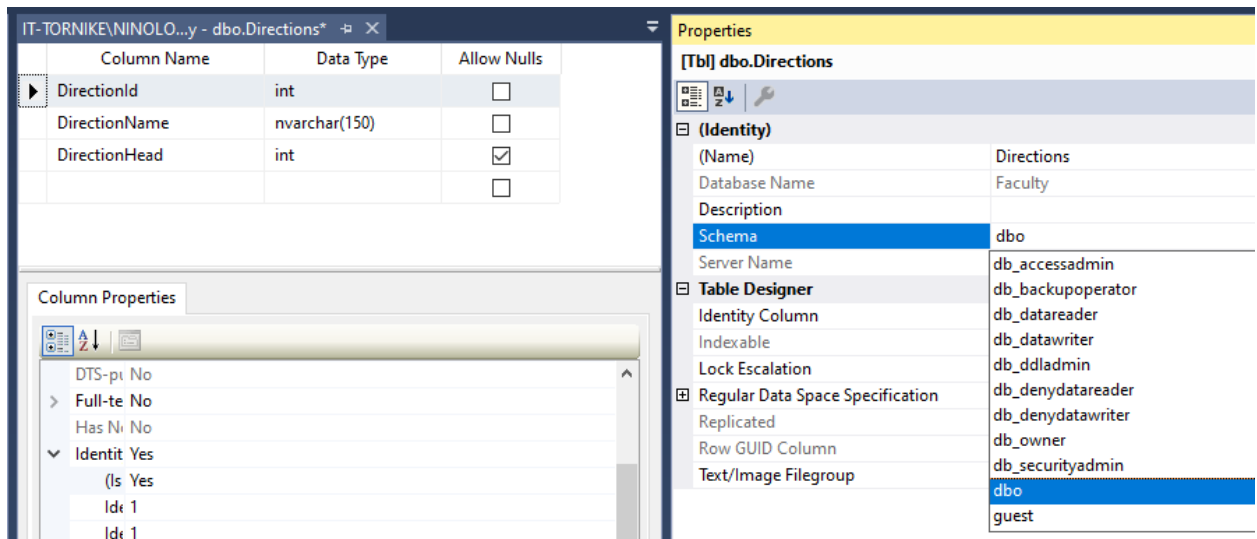 IT-TORNIKE\NINOLO...y - dbo.Directions*
Column Name Data Type Allow Nulls
DirectionId int
DirectionName nvarchar(150)
DirectionHead int
Column Properties
DTS-pu No
Full-te No
Has No No
Identit Yes
(Is Yes
Ide 1
Ide 1
Properties
[Tbl] dbo.Directions
(Identity)
(Name) Directions
Database Name Faculty
Description
Schema dbo
Server Name
Table Designer
Identity Column
Indexable
Lock Escalation
Regular Data Space Specification
Replicated
Row GUID Column
Text/Image Filegroup
db_accessadmin
db_backupoperator
db_datareader
db_datawriter
db_ddladmin
db_denydatareader
db_denydatawriter
db_owner
db_securityadmin
dbo
guest